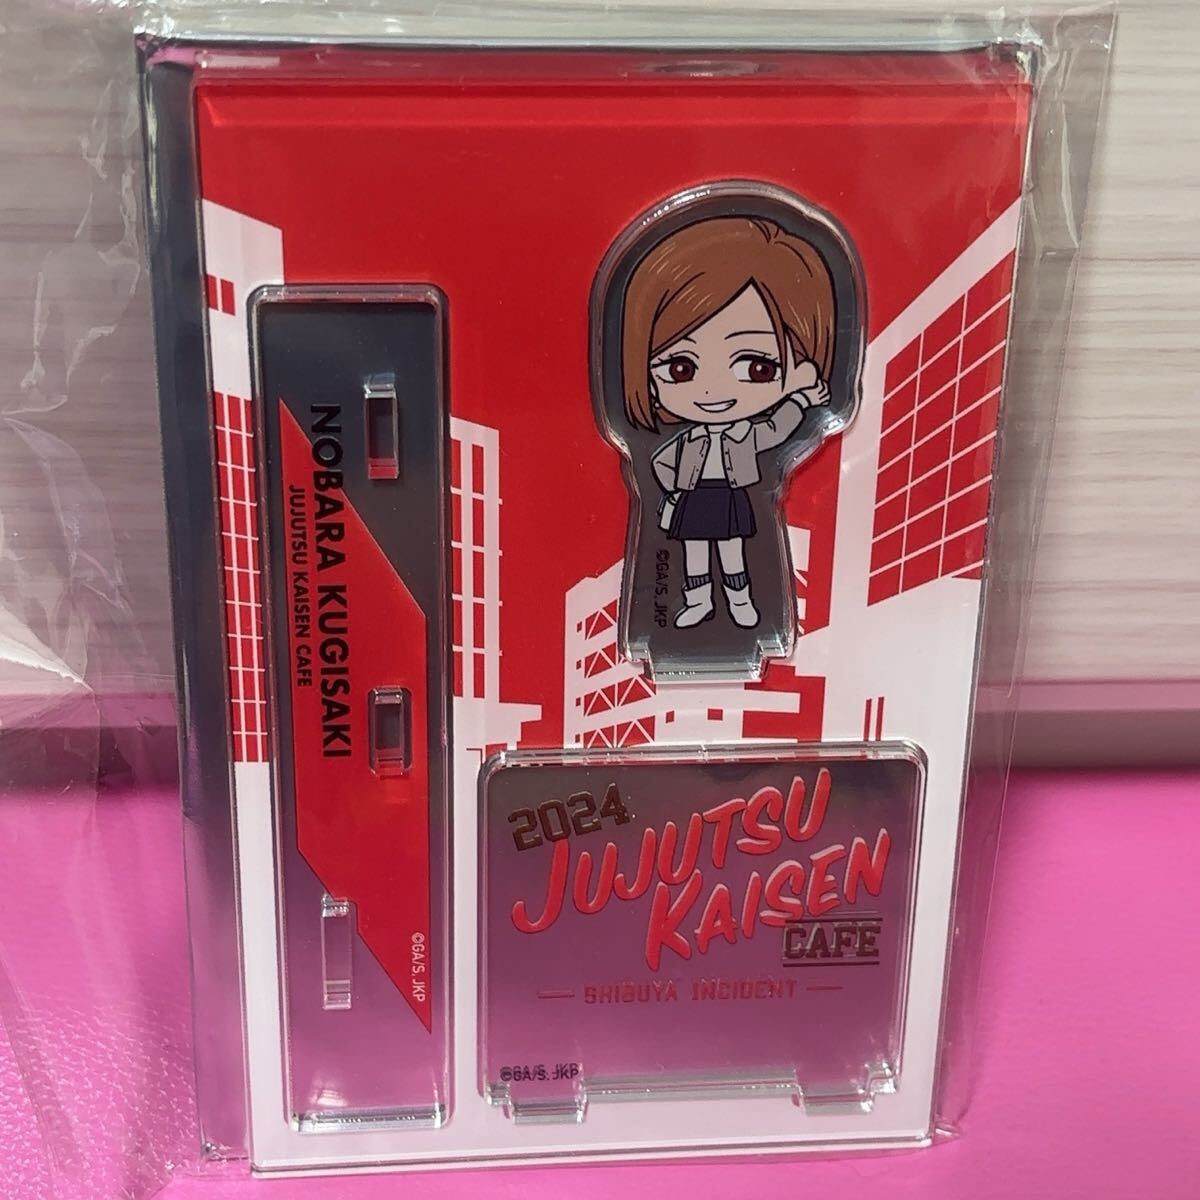 NOBARA KUGISAKI
JUJUTSU KAISEN CAFE
©GA/S, JKP
©GA/S, JKP
2024
JUJUTSU
KAISEN
CAFE
SHIBUYA INCIDENT
©GA/S, JKP